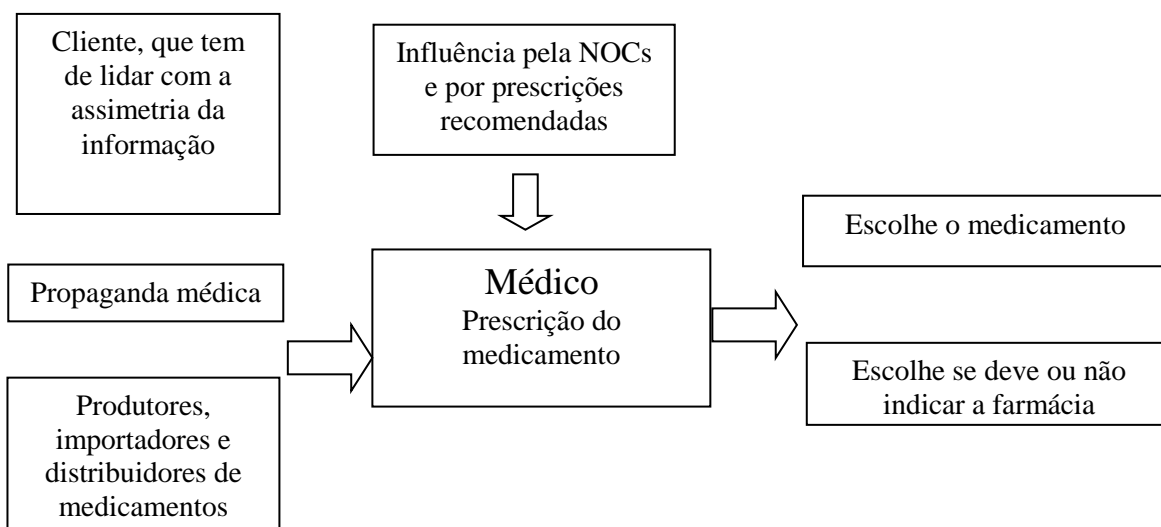 Cliente, que tem
de lidar com a
assimetria da
informação
Influência pela NOCs
e por prescrições
recomendadas
Propaganda médica
Produtores,
importadores e
distribuidores de
medicamentos
Médico
Prescrição do
medicamento
Escolhe o medicamento
Escolhe se deve ou não
indicar a farmácia